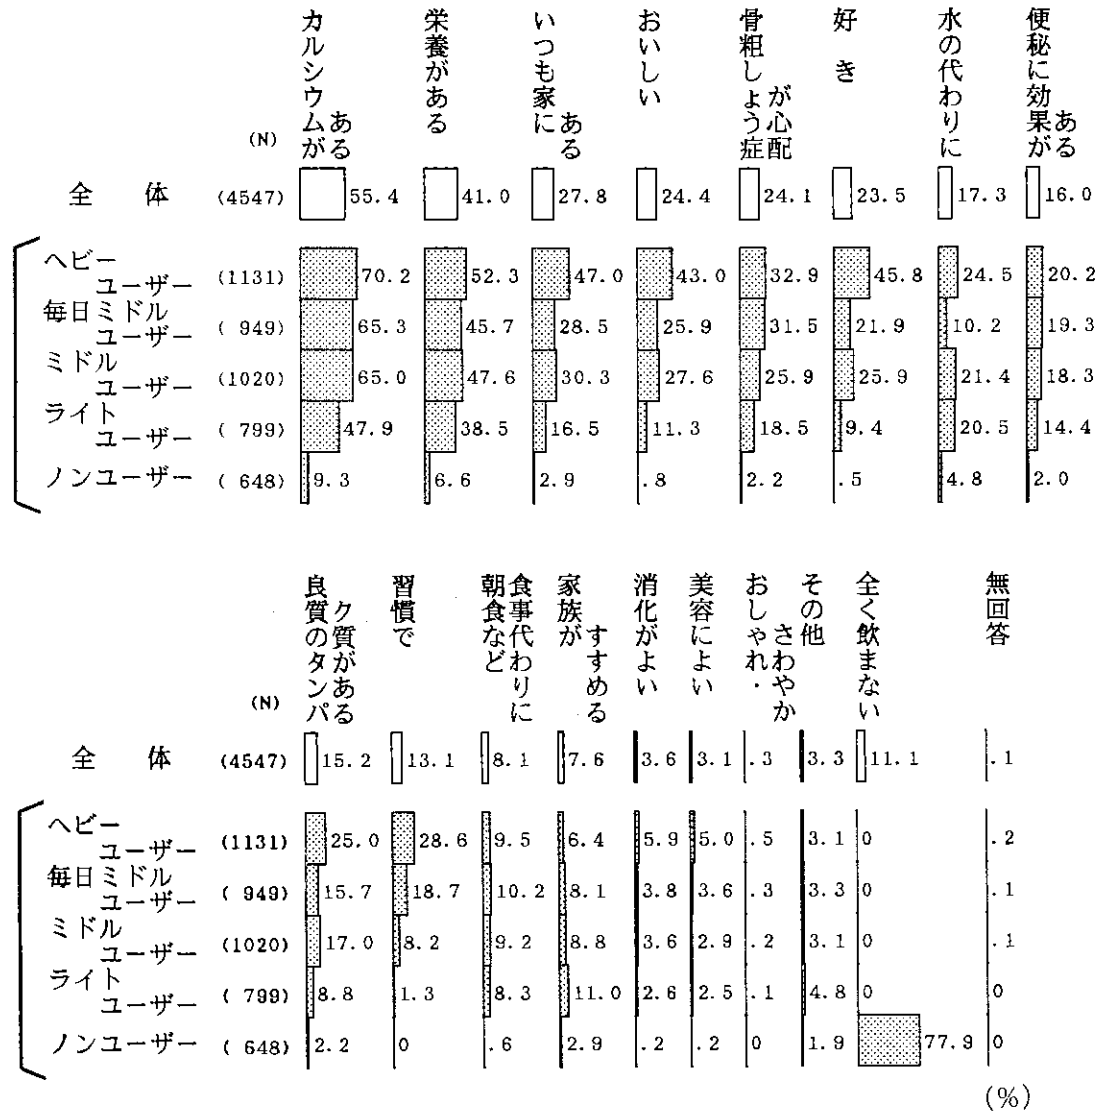 カルシウムがある
栄養がある
いつも家にある
おいしい
骨粗しょう症が心配
好き
水の代わりに
便秘に効果がある
(N)
全体 (4547) 55.4 41.0 27.8 24.4 24.1 23.5 17.3 16.0
ヘビーユーザー (1131) 70.2 52.3 47.0 43.0 32.9 45.8 24.5 20.2
毎日ミドルユーザー ( 949) 65.3 45.7 28.5 25.9 31.5 21.9 10.2 19.3
ミドルユーザー (1020) 65.0 47.6 30.3 27.6 25.9 25.9 21.4 18.3
ライトユーザー ( 799) 47.9 38.5 16.5 11.3 18.5 9.4 20.5 14.4
ノンユーザー ( 648) 9.3 6.6 2.9 .8 2.2 .5 4.8 2.0
良質のタンパク質がある
習慣で
朝食など食事代わりに
家族がすすめる
消化がよい
美容によい
おしゃれ・さわやか
その他
全く飲まない
無回答
(N)
全体 (4547) 15.2 13.1 8.1 7.6 3.6 3.1 .3 3.3 11.1 .1
ヘビーユーザー (1131) 25.0 28.6 9.5 6.4 5.9 5.0 .5 3.1 0 .2
毎日ミドルユーザー ( 949) 15.7 18.7 10.2 8.1 3.8 3.6 .3 3.3 0 .1
ミドルユーザー (1020) 17.0 8.2 9.2 8.8 3.6 2.9 .2 3.1 0 .1
ライトユーザー ( 799) 8.8 1.3 8.3 11.0 2.6 2.5 .1 4.8 0 0
ノンユーザー ( 648) 2.2 0 .6 2.9 .2 .2 0 1.9 77.9 0
(%)